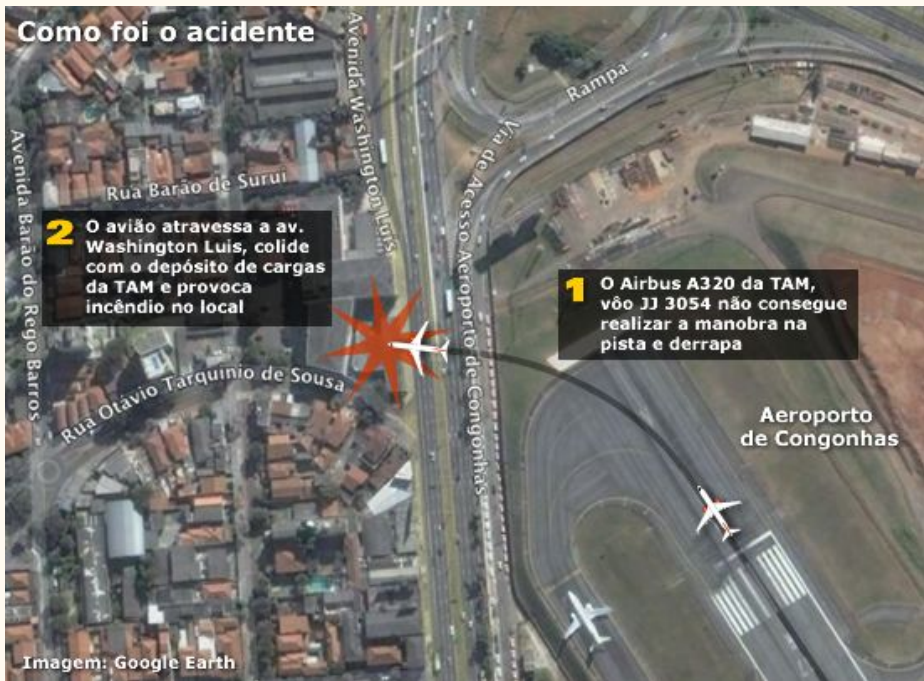 Como foi o acidente
Avenida Washington Luis
Rampa
Via de Acesso Aeroporto de Congonhas
Avenida Barão do Rego Barros
Rua Barão de Surui
2 O avião atravessa a av.
Washington Luis, colide
com o depósito de cargas
da TAM e provoca
incêndio no local
1 O Airbus A320 da TAM,
vôo JJ 3054 não consegue
realizar a manobra na
pista e derrapa
Rua Otávio Tarquínio de Sousa
Aeroporto
de Congonhas
Imagem: Google Earth